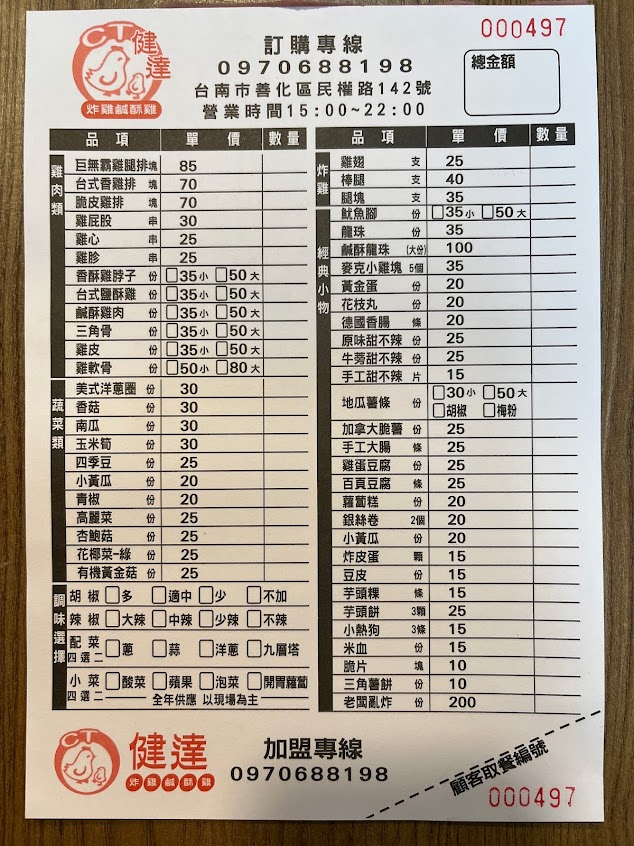 CT 健達
炸雞鹹酥雞
訂購專線
0970688198
台南市善化區民權路142號
營業時間15:00~22:00
000497
總金額
品項 單價 數量
雞肉類
巨無霸雞腿排 塊 85
台式香雞排 塊 70
脆皮雞排 塊 70
雞屁股 串 30
雞心 串 25
雞胗 串 25
香酥雞脖子 份 □35小 □50大
台式鹽酥雞 份 □35小 □50大
鹹酥雞肉 份 □35小 □50大
三角骨 份 □35小 □50大
雞皮 份 □35小 □50大
雞軟骨 份 □50小 □80大
蔬菜類
美式洋蔥圈 份 30
香菇 份 30
南瓜 份 30
玉米筍 份 30
四季豆 份 25
小黃瓜 份 20
青椒 份 20
高麗菜 份 25
杏鮑菇 份 25
花椰菜-綠 份 25
有機黃金菇 份 25
調味選擇
胡椒 □多 □適中 □少 □不加
辣椒 □大辣 □中辣 □少辣 □不辣
配菜 四選二 □蔥 □蒜 □洋蔥 □九層塔
小菜 四選二 □酸菜 □蘋果 □泡菜 □開胃蘿蔔
全年供應 以現場為主
品項 單價 數量
炸雞
雞翅 支 25
棒腿 支 40
腿塊 支 35
經典小物
魷魚腳 份 □35小 □50大
龍珠 份 35
鹹酥龍珠 (大份) 100
麥克小雞塊 5個 35
黃金蛋 份 20
花枝丸 份 20
德國香腸 條 20
原味甜不辣 份 25
牛蒡甜不辣 份 25
手工甜不辣 片 15
地瓜薯條 份 □30小 □50大
□胡椒 □梅粉
加拿大脆薯 份 25
手工大腸 條 25
雞蛋豆腐 份 25
百頁豆腐 條 25
蘿蔔糕 份 20
銀絲卷 2個 20
小黃瓜 份 20
炸皮蛋 顆 15
豆皮 份 15
芋頭粿 條 15
芋頭餅 3顆 25
小熱狗 3條 15
米血 份 15
脆片 塊 10
三角薯餅 份 10
老闆亂炸 200
CT 健達
炸雞鹹酥雞
加盟專線
0970688198
顧客取餐編號
000497